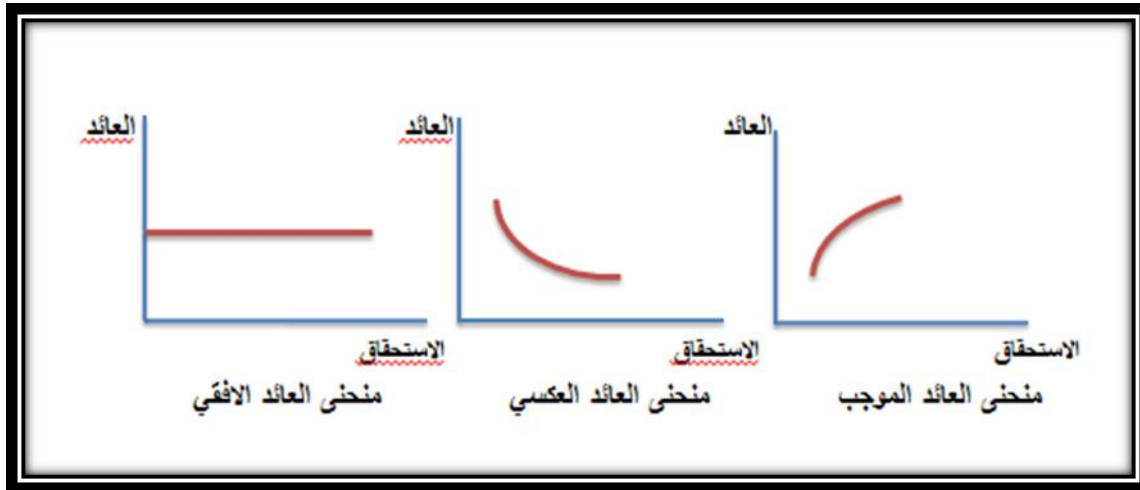 العائد
العائد
العائد
الاستحقاق
الاستحقاق
الاستحقاق
منحنى العائد الموجب
منحنى العائد العكسي
منحنى العائد الافقي